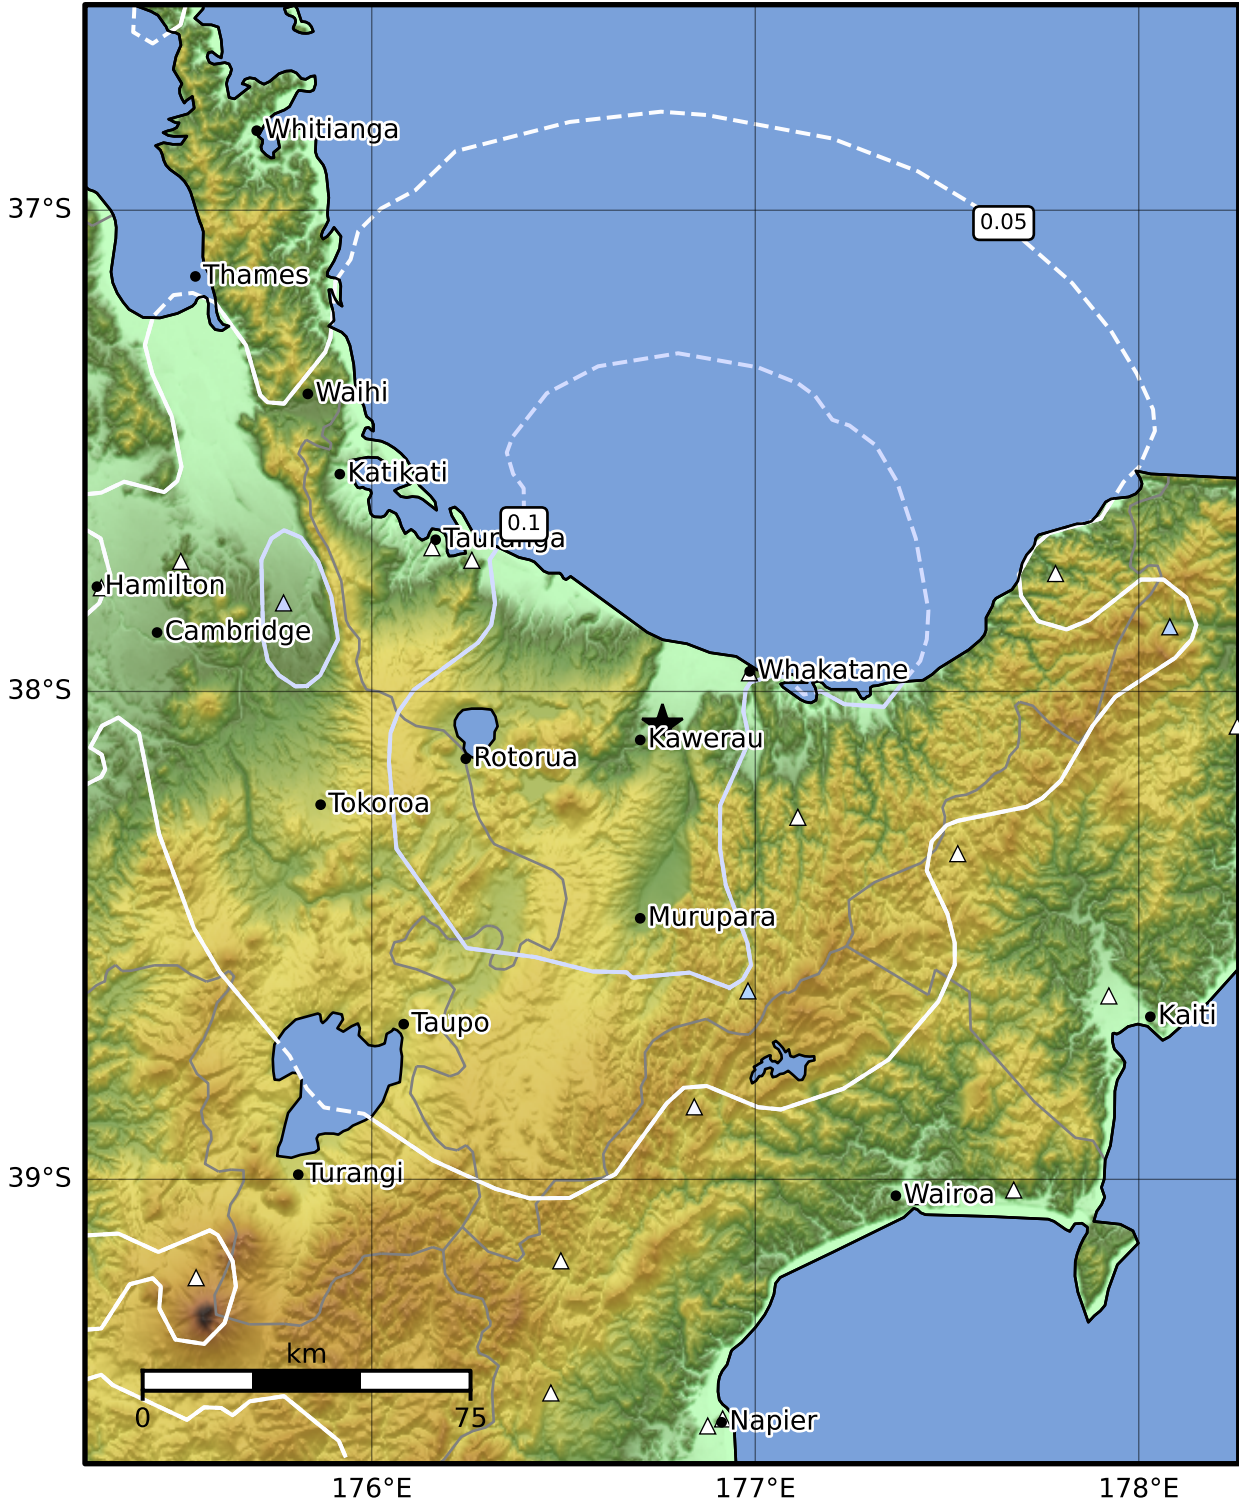 Whitianga
37°S
0.05
Thames
Waihi
Katikati
0.1
Tauranga
Hamilton
Cambridge
Whakatane
38°S
Kawerau
Rotorua
Tokoroa
Murupara
Taupo
Kaiti
39°S
Turangi
Wairoa
km
0 75
Napier
176°E 177°E 178°E